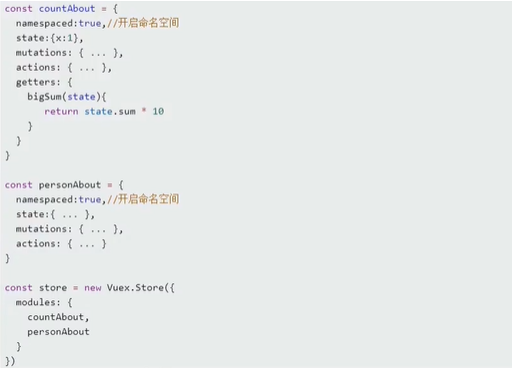 const countAbout = {
  namespaced:true,//开启命名空间
  state:{x:1},
  mutations: { ... },
  actions: { ... },
  getters: {
    bigSum(state){
       return state.sum * 10
    }
  }
}

const personAbout = {
  namespaced:true,//开启命名空间
  state:{ ... },
  mutations: { ... },
  actions: { ... }
}

const store = new Vuex.Store({
  modules: {
    countAbout,
    personAbout
  }
})